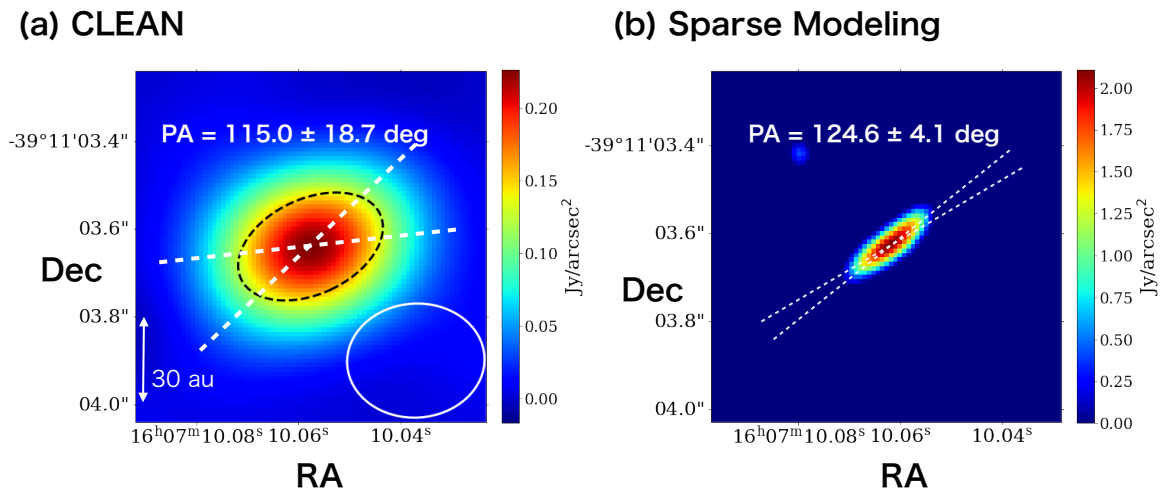 (a) CLEAN
(b) Sparse Modeling
PA = 115.0 ± 18.7 deg
-39°11'03.4"
03.6"
03.8"
04.0"
Dec
30 au
16ʰ07ᵐ10.08ˢ
10.06ˢ
10.04ˢ
RA
0.20
0.15
0.10
0.05
0.00
Jy/arcsec²
PA = 124.6 ± 4.1 deg
-39°11'03.4"
03.6"
03.8"
04.0"
Dec
16ʰ07ᵐ10.08ˢ
10.06ˢ
10.04ˢ
RA
2.00
1.75
1.50
1.25
1.00
0.75
0.50
0.25
0.00
Jy/arcsec²